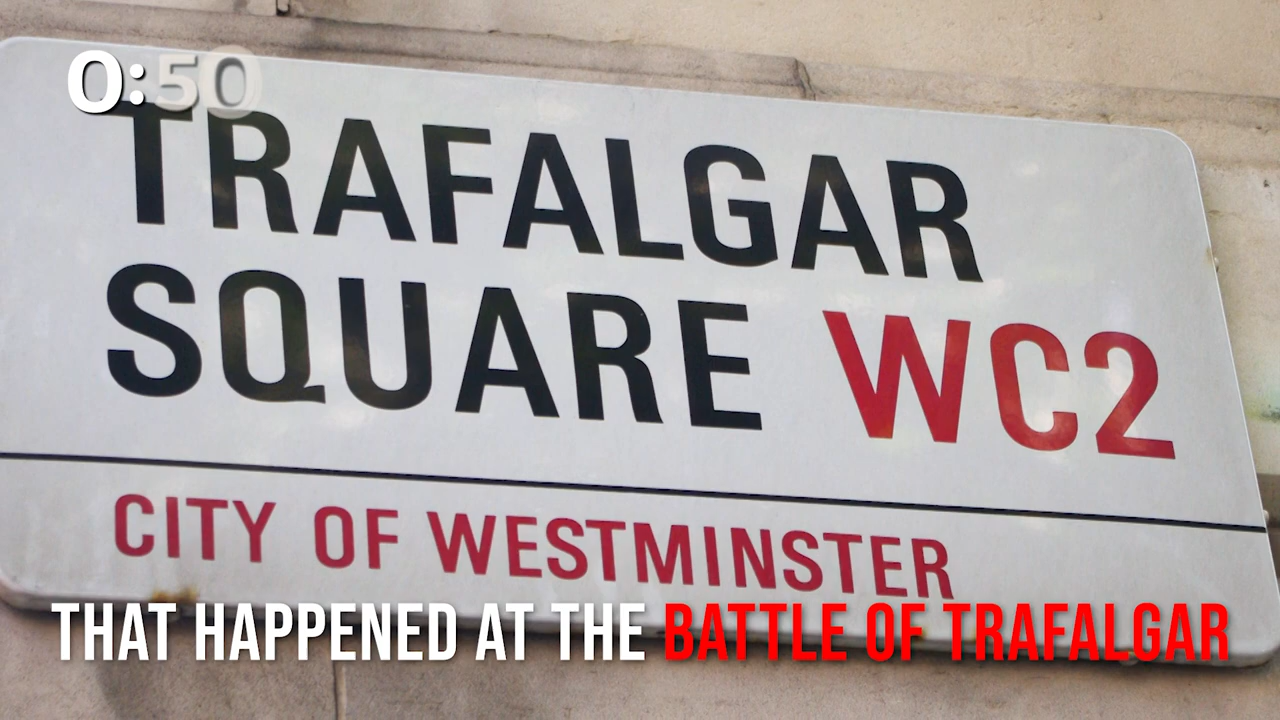 0:50
TRAFALGAR
SQUARE WC2
CITY OF WESTMINSTER
THAT HAPPENED AT THE BATTLE OF TRAFALGAR